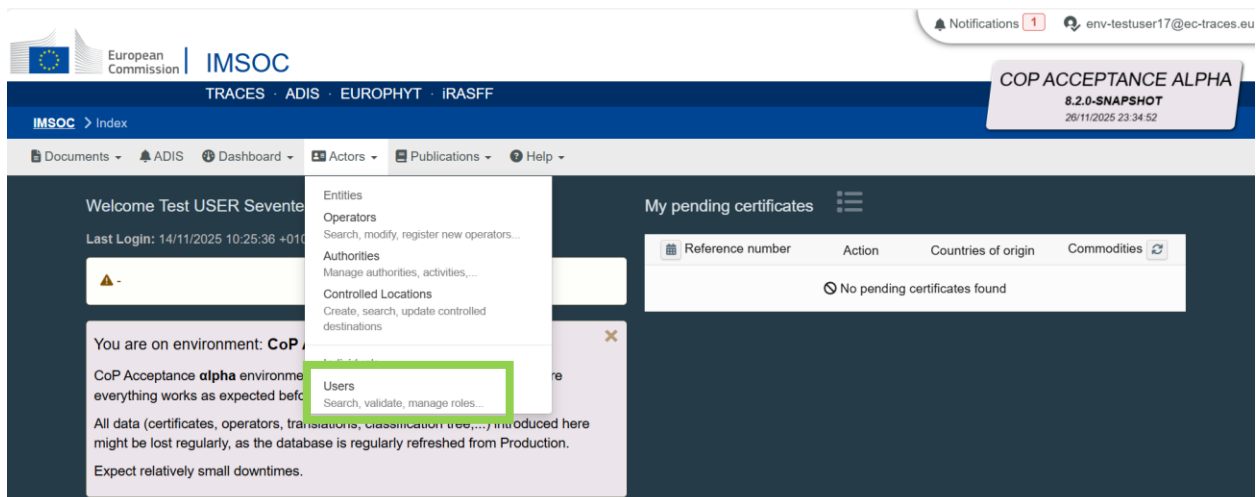 Notifications 1 env-testuser17@ec-traces.eu
European
Commission
IMSOC
COP ACCEPTANCE ALPHA
8.2.0-SNAPSHOT
26/11/2025 23:34:52
TRACES · ADIS · EUROPHYT · iRASFF
IMSOC > Index
Documents ADIS Dashboard Actors Publications Help
Welcome Test USER Sevente
Last Login: 14/11/2025 10:25:36 +010
-
Entities
Operators
Search, modify, register new operators...
Authorities
Manage authorities, activities,...
Controlled Locations
Create, search, update controlled
destinations
Users
Search, validate, manage roles...
My pending certificates
Reference number Action Countries of origin Commodities
No pending certificates found
You are on environment: CoP
CoP Acceptance αlpha environme re
everything works as expected befo
All data (certificates, operators, translations, classification tree,...) introduced here
might be lost regularly, as the database is regularly refreshed from Production.
Expect relatively small downtimes.